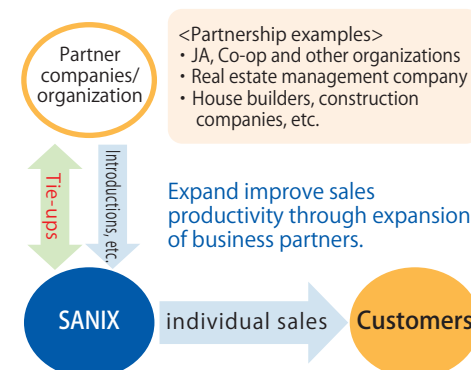 Partner
companies/
organization
<Partnership examples>
・JA, Co-op and other organizations
・Real estate management company
・House builders, construction
companies, etc.
Tie-ups
Introductions, etc.
Expand improve sales
productivity through expansion
of business partners.
SANIX
individual sales
Customers